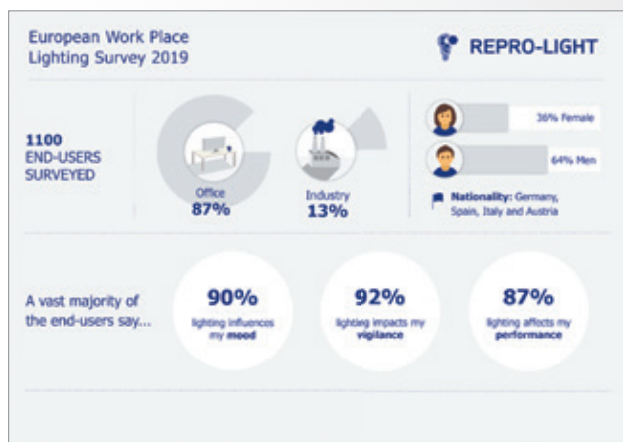 European Work Place
Lighting Survey 2019
REPRO-LIGHT
1100
END-USERS
SURVEYED
Office
87%
Industry
13%
36% Female
64% Men
Nationality: Germany,
Spain, Italy and Austria
A vast majority of
the end-users say...
90%
lighting influences
my mood
92%
lighting impacts my
vigilance
87%
lighting affects my
performance